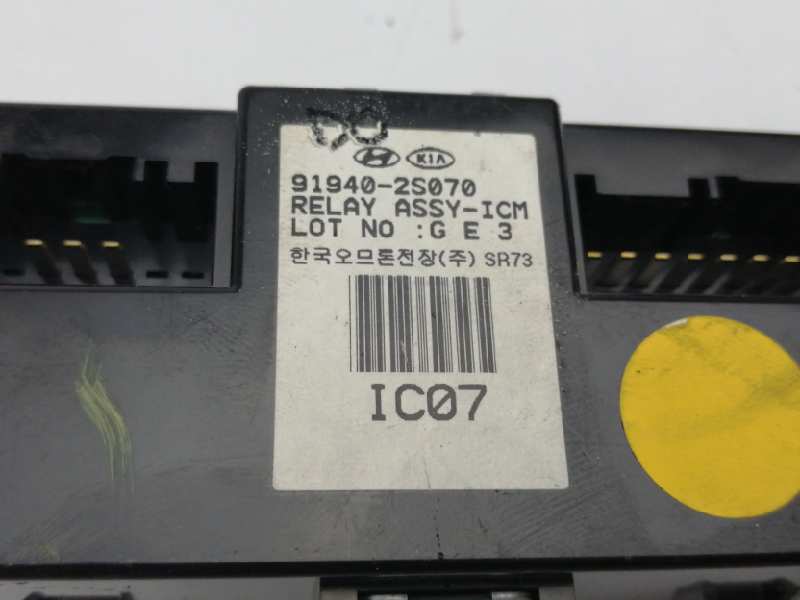 KIA
91940-2S070
RELAY ASSY-ICM
LOT NO :G E 3
한국오므론전장(주) SR73
IC07